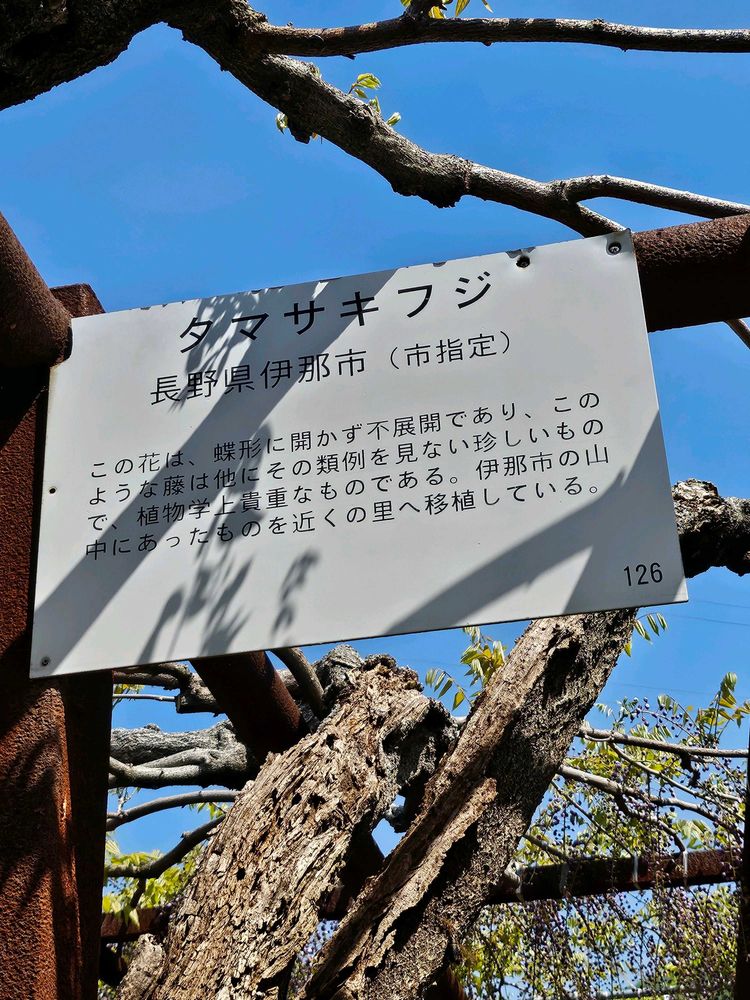 タマサキフジ
長野県伊那市（市指定）
この花は、蝶形に開かず不展開であり、この
ような藤は他にその類例を見ない珍しいもの
で、植物学上貴重なものである。伊那市の山
中にあったものを近くの里へ移植している。
126